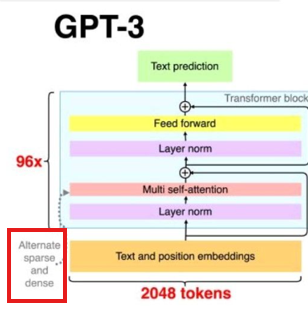 GPT-3
Text prediction
Transformer block
Feed forward
Layer norm
96x
Multi self-attention
Layer norm
Alternate
sparse
and
dense
Text and position embeddings
2048 tokens